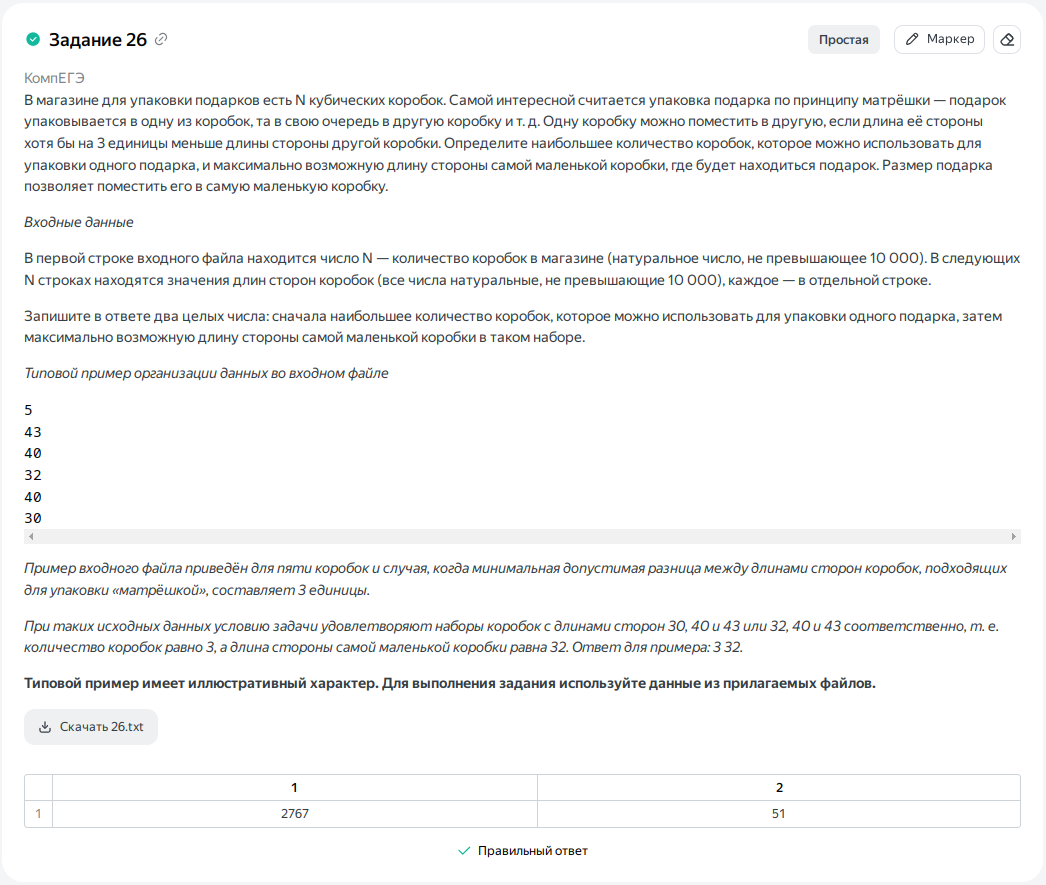 Задание 26
Простая
Маркер
КомпЕГЭ
В магазине для упаковки подарков есть N кубических коробок. Самой интересной считается упаковка подарка по принципу матрёшки — подарок
упаковывается в одну из коробок, та в свою очередь в другую коробку и т. д. Одну коробку можно поместить в другую, если длина её стороны
хотя бы на 3 единицы меньше длины стороны другой коробки. Определите наибольшее количество коробок, которое можно использовать для
упаковки одного подарка, и максимально возможную длину стороны самой маленькой коробки, где будет находиться подарок. Размер подарка
позволяет поместить его в самую маленькую коробку.
Входные данные
В первой строке входного файла находится число N — количество коробок в магазине (натуральное число, не превышающее 10 000). В следующих
N строках находятся значения длин сторон коробок (все числа натуральные, не превышающие 10 000), каждое — в отдельной строке.
Запишите в ответе два целых числа: сначала наибольшее количество коробок, которое можно использовать для упаковки одного подарка, затем
максимально возможную длину стороны самой маленькой коробки в таком наборе.
Типовой пример организации данных во входном файле
5
43
40
32
40
30
Пример входного файла приведён для пяти коробок и случая, когда минимальная допустимая разница между длинами сторон коробок, подходящих
для упаковки «матрёшкой», составляет 3 единицы.
При таких исходных данных условию задачи удовлетворяют наборы коробок с длинами сторон 30, 40 и 43 или 32, 40 и 43 соответственно, т. е.
количество коробок равно 3, а длина стороны самой маленькой коробки равна 32. Ответ для примера: 3 32.
Типовой пример имеет иллюстративный характер. Для выполнения задания используйте данные из прилагаемых файлов.
Скачать 26.txt
1 2
1 2767 51
Правильный ответ